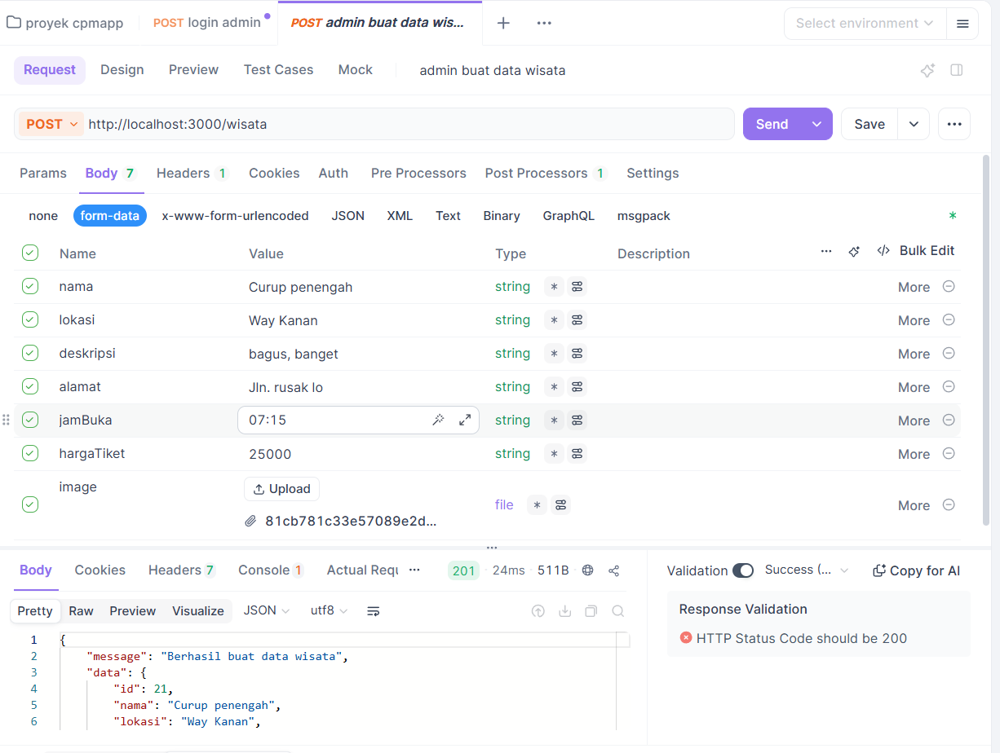 proyek cpmapp POST login admin POST admin buat data wis... Select environment
Request Design Preview Test Cases Mock admin buat data wisata
POST http://localhost:3000/wisata Send Save
Params Body 7 Headers 1 Cookies Auth Pre Processors Post Processors 1 Settings
none form-data x-www-form-urlencoded JSON XML Text Binary GraphQL msgpack *
Name Value Type Description ... </> Bulk Edit
nama Curup penengah string * More
lokasi Way Kanan string * More
deskripsi bagus, banget string * More
alamat Jln. rusak lo string * More
jamBuka 07:15 string * More
hargaTiket 25000 string * More
image Upload
file * More
81cb781c33e57089e2d...
Body Cookies Headers 7 Console 1 Actual Requ ... 201 · 24ms · 511B Validation Success (... Copy for AI
Pretty Raw Preview Visualize JSON utf8 Response Validation
HTTP Status Code should be 200
1 {
2 "message": "Berhasil buat data wisata",
3 "data": {
4 "id": 21,
5 "nama": "Curup penengah",
6 "lokasi": "Way Kanan",